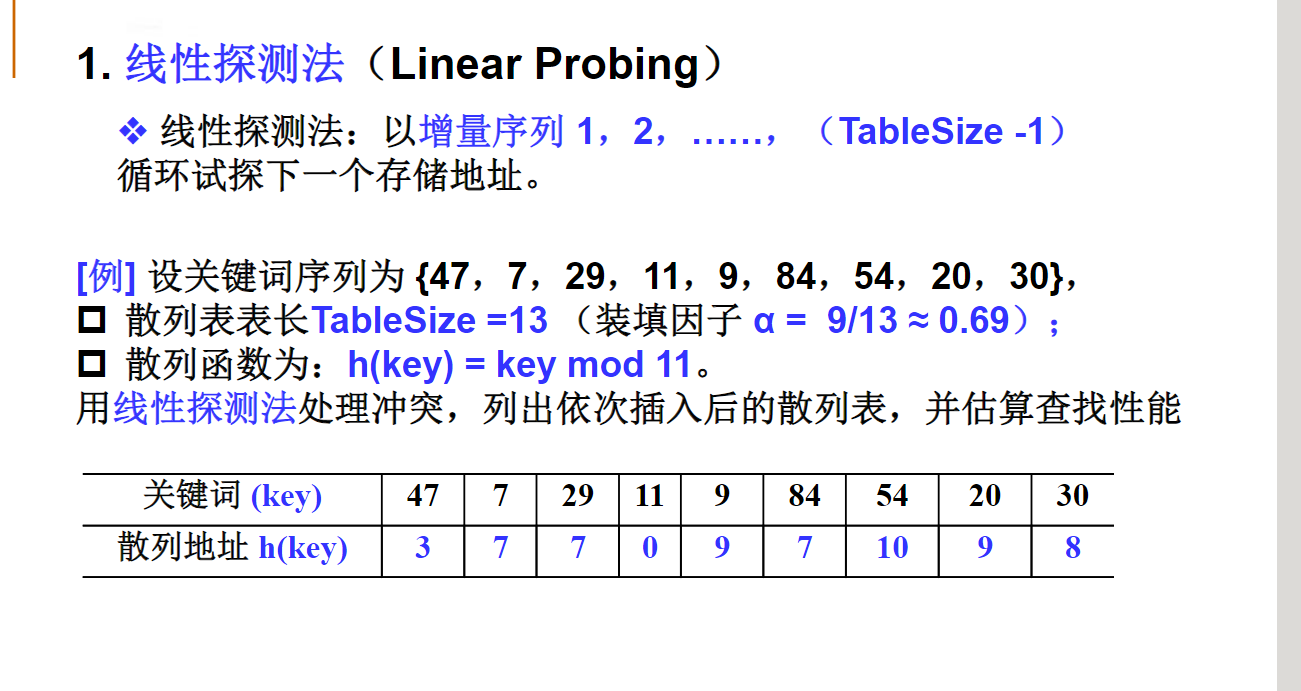 1. 线性探测法（Linear Probing）
❖ 线性探测法：以增量序列 1，2，……，（TableSize -1）
循环试探下一个存储地址。
[例] 设关键词序列为 {47，7，29，11，9，84，54，20，30}，
散列表表长TableSize =13 （装填因子 α = 9/13 ≈ 0.69）；
散列函数为：h(key) = key mod 11。
用线性探测法处理冲突，列出依次插入后的散列表，并估算查找性能
关键词 (key) 47 7 29 11 9 84 54 20 30
散列地址 h(key) 3 7 7 0 9 7 10 9 8